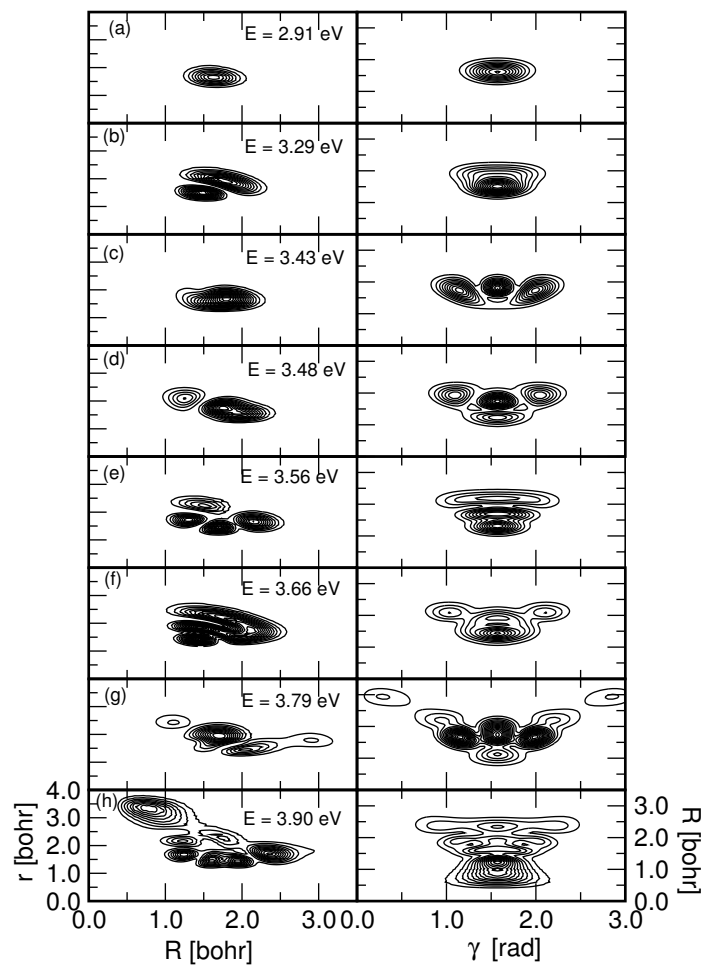 (a) E = 2.91 eV
(b) E = 3.29 eV
(c) E = 3.43 eV
(d) E = 3.48 eV
(e) E = 3.56 eV
(f) E = 3.66 eV
(g) E = 3.79 eV
(h) E = 3.90 eV
4.0
3.0
2.0
1.0
0.0
r [bohr]
3.0
2.0
1.0
0.0
R [bohr]
0.0 1.0 2.0 3.0
0.0 1.0 2.0 3.0
R [bohr]
γ [rad]